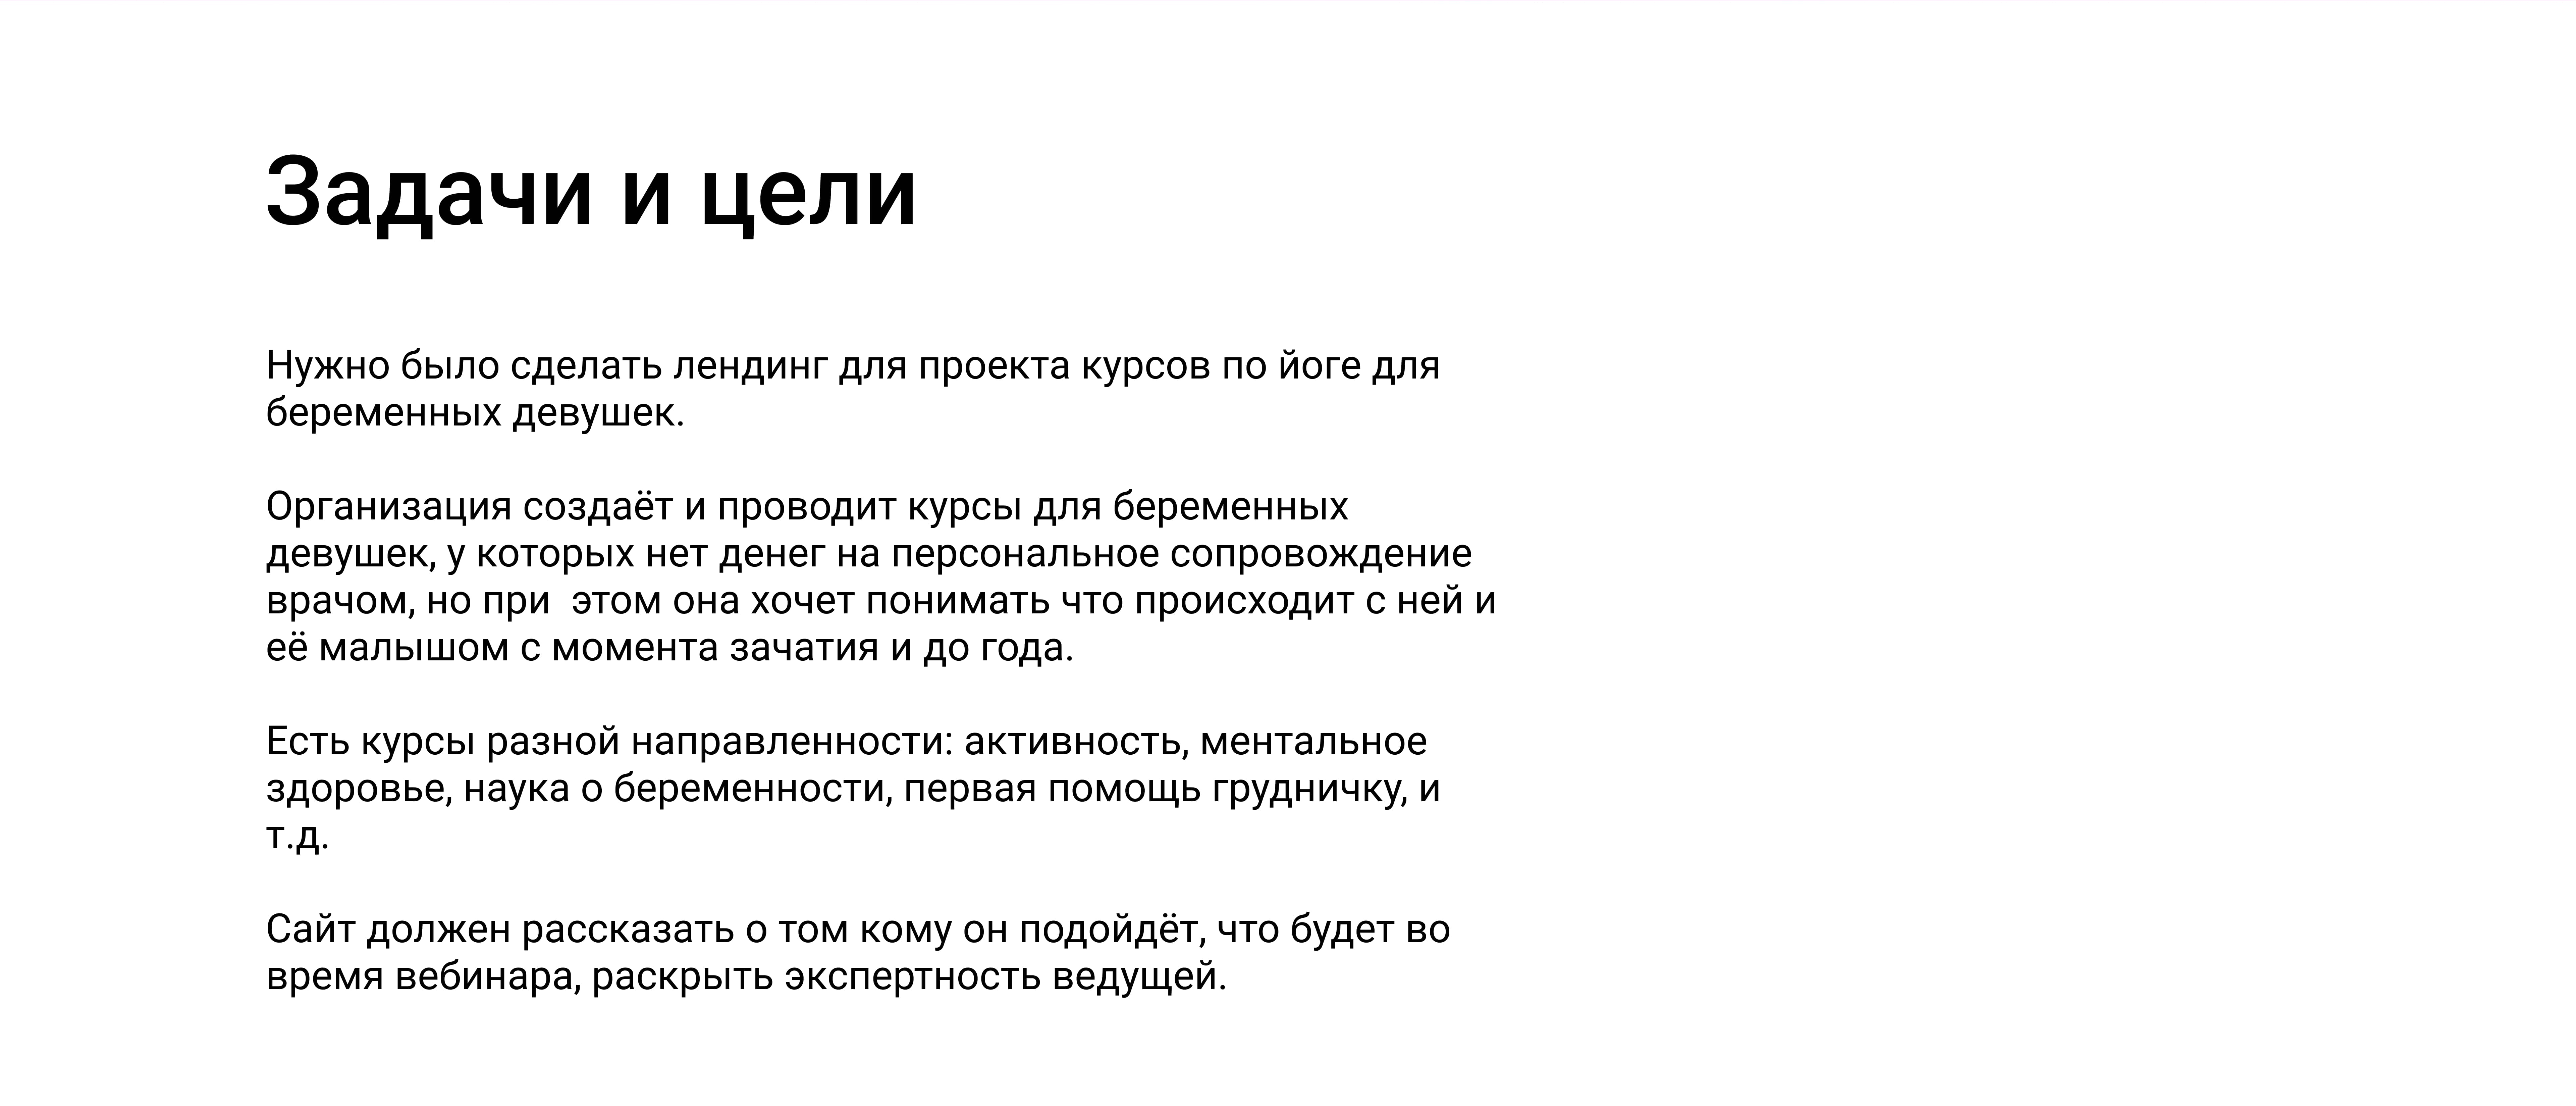 Задачи и цели
Нужно было сделать лендинг для проекта курсов по йоге для
беременных девушек.
Организация создаёт и проводит курсы для беременных
девушек, у которых нет денег на персональное сопровождение
врачом, но при  этом она хочет понимать что происходит с ней и
её малышом с момента зачатия и до года.
Есть курсы разной направленности: активность, ментальное
здоровье, наука о беременности, первая помощь грудничку, и
т.д.
Сайт должен рассказать о том кому он подойдёт, что будет во
время вебинара, раскрыть экспертность ведущей.